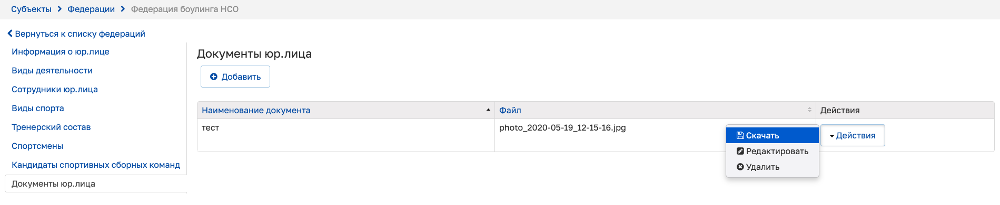 Субъекты Федерации Федерация боулинга НСО
Вернуться к списку федераций
Информация о юр.лице
Виды деятельности
Сотрудники юр.лица
Виды спорта
Тренерский состав
Спортсмены
Кандидаты спортивных сборных команд
Документы юр.лица
Документы юр.лица
Добавить
Наименование документа Файл Действия
тест photo_2020-05-19_12-15-16.jpg Действия
Скачать
Редактировать
Удалить